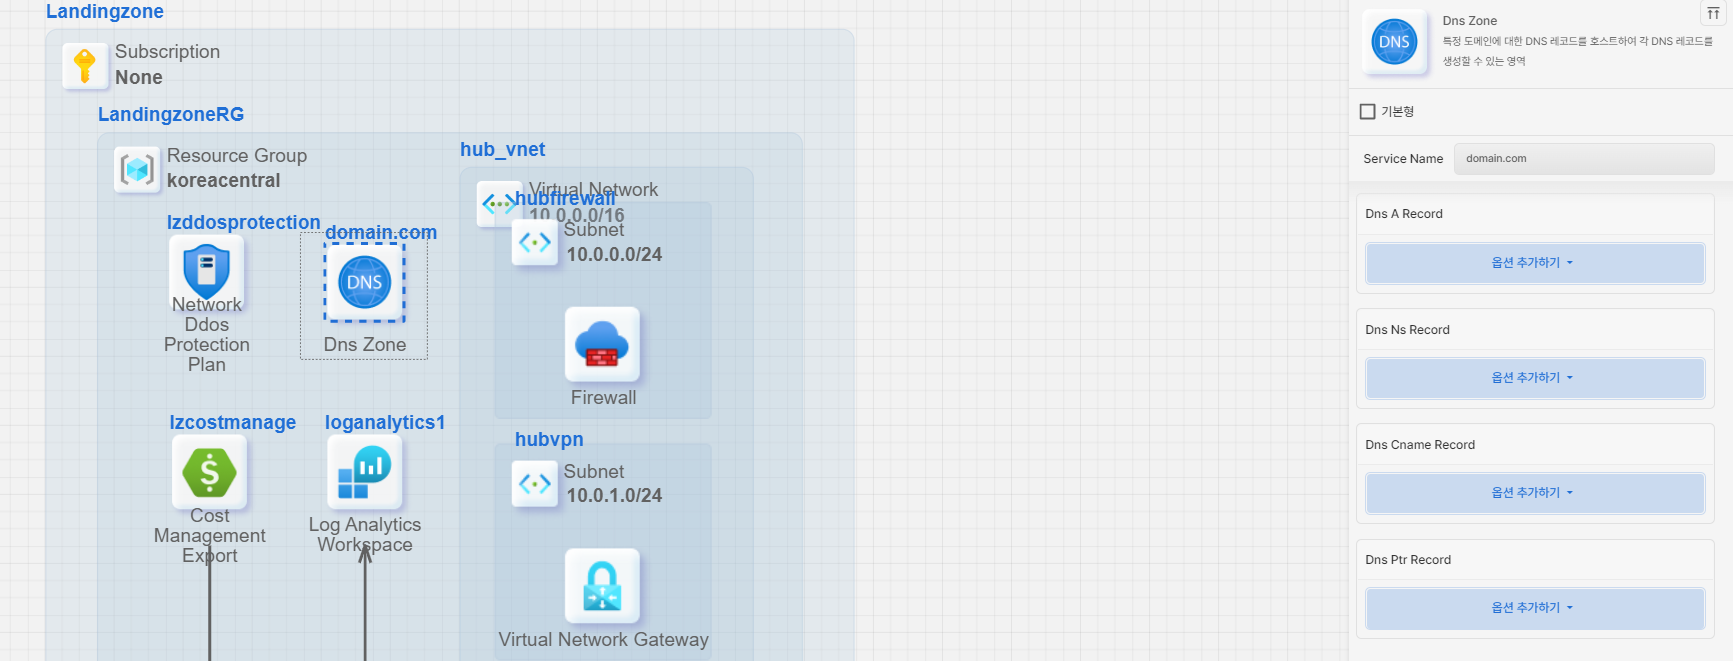 Landingzone
Subscription
None
LandingzoneRG
Resource Group
koreacentral
lzddosprotection
Network
Ddos
Protection
Plan
domain.com
DNS
Dns Zone
lzcostmanage
Cost
Management
Export
loganalytics1
Log Analytics
Workspace
hub_vnet
Virtual Network
10.0.0.0/16
hubfirewall
Subnet
10.0.0.0/24
Firewall
hubvpn
Subnet
10.0.1.0/24
Virtual Network Gateway
DNS
Dns Zone
특정 도메인에 대한 DNS 레코드를 호스트하여 각 DNS 레코드를
생성할 수 있는 영역
기본형
Service Name
domain.com
Dns A Record
옵션 추가하기
Dns Ns Record
옵션 추가하기
Dns Cname Record
옵션 추가하기
Dns Ptr Record
옵션 추가하기